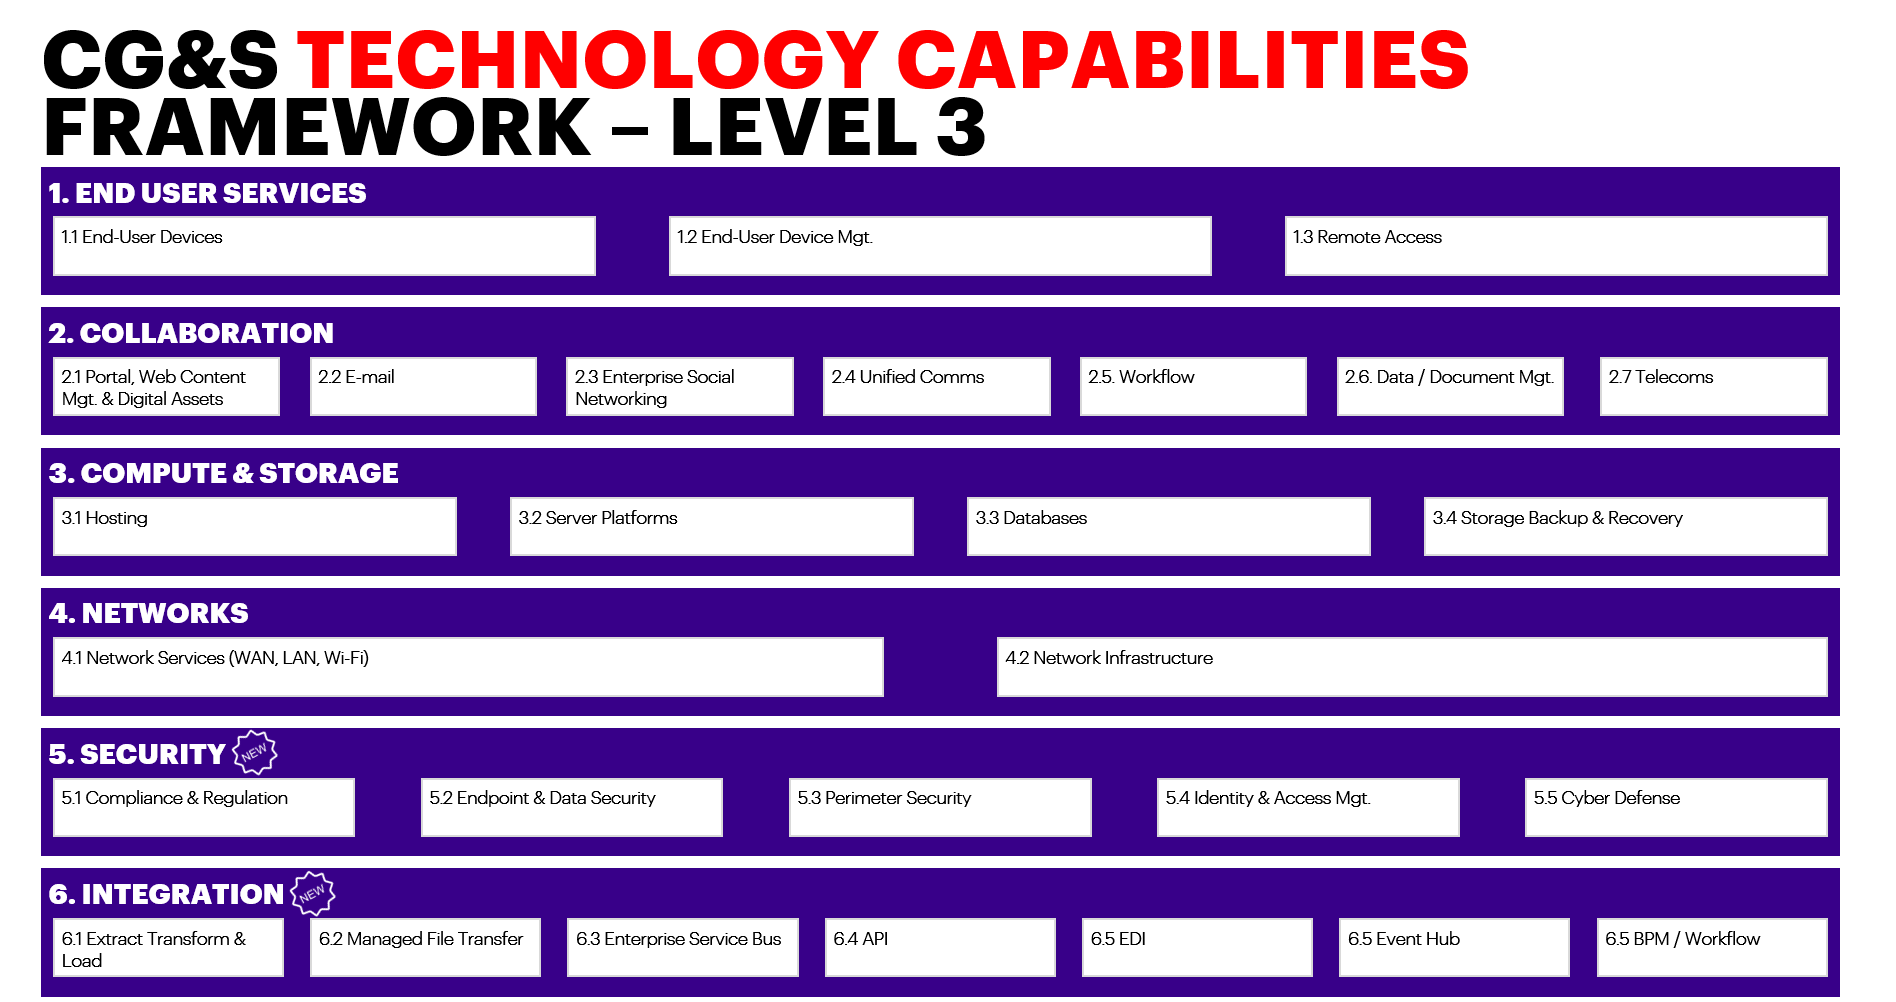 CG&S TECHNOLOGY CAPABILITIES
FRAMEWORK – LEVEL 3
1. END USER SERVICES
1.1 End-User Devices
1.2 End-User Device Mgt.
1.3 Remote Access
2. COLLABORATION
2.1 Portal, Web Content
Mgt. & Digital Assets
2.2 E-mail
2.3 Enterprise Social
Networking
2.4 Unified Comms
2.5. Workflow
2.6. Data / Document Mgt.
2.7 Telecoms
3. COMPUTE & STORAGE
3.1 Hosting
3.2 Server Platforms
3.3 Databases
3.4 Storage Backup & Recovery
4. NETWORKS
4.1 Network Services (WAN, LAN, Wi-Fi)
4.2 Network Infrastructure
5. SECURITY
NEW
5.1 Compliance & Regulation
5.2 Endpoint & Data Security
5.3 Perimeter Security
5.4 Identity & Access Mgt.
5.5 Cyber Defense
6. INTEGRATION
NEW
6.1 Extract Transform &
Load
6.2 Managed File Transfer
6.3 Enterprise Service Bus
6.4 API
6.5 EDI
6.5 Event Hub
6.5 BPM / Workflow